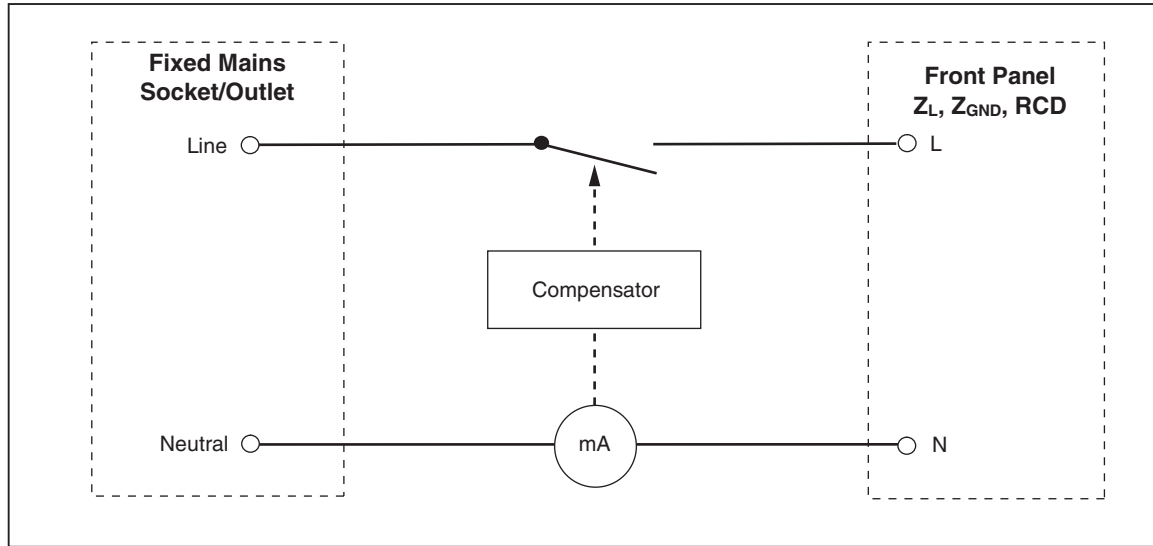 Fixed Mains
Socket/Outlet
Front Panel
ZL, ZGND, RCD
Line
L
Compensator
Neutral
mA
N